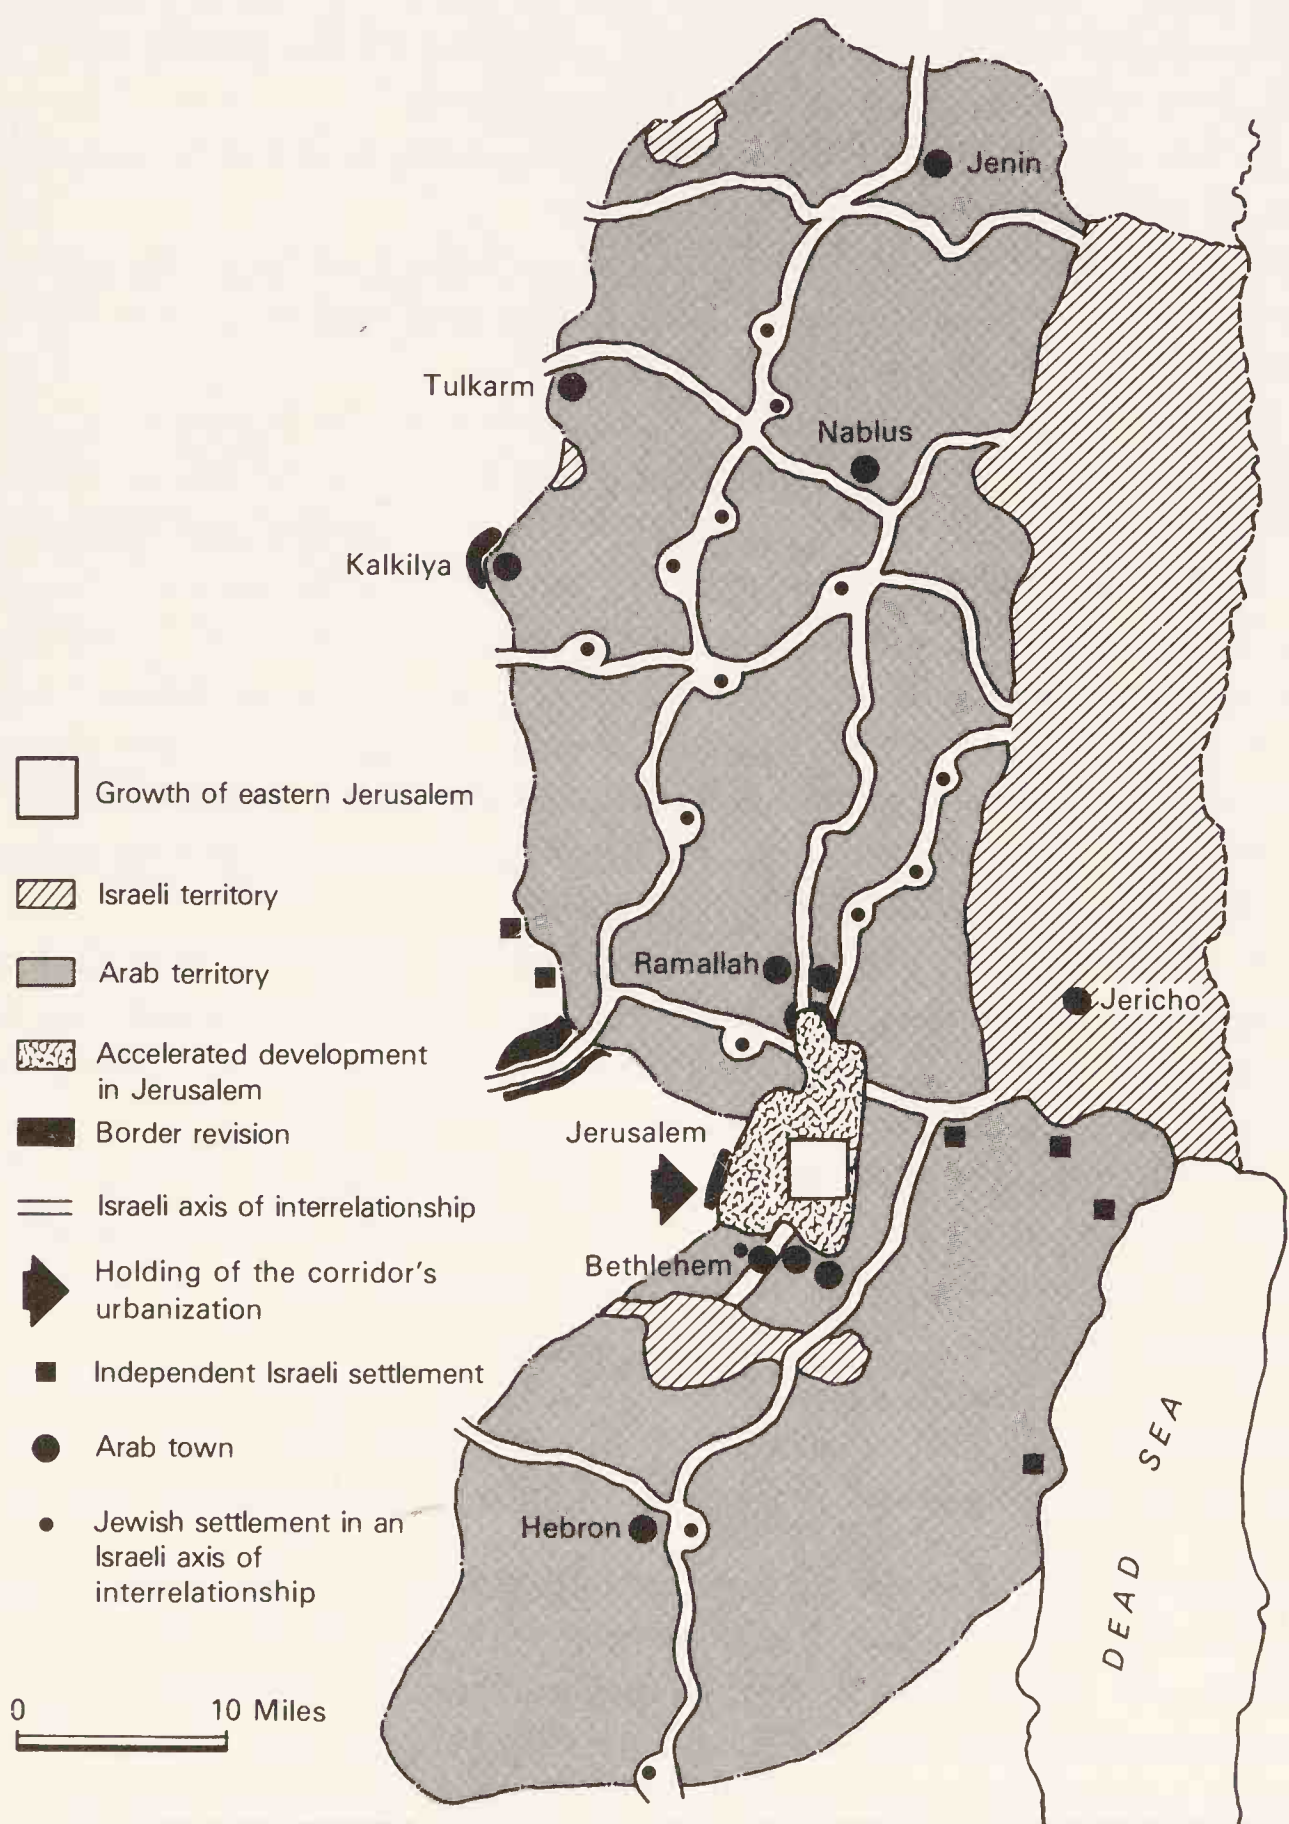 Jenin
Tulkarm
Nablus
Kalkilya
Growth of eastern Jerusalem
Israeli territory
Ramallah
Arab territory
Jericho
Accelerated development
in Jerusalem
Border revision
Jerusalem
Israeli axis of interrelationship
Bethlehem
Holding of the corridor's
urbanization
Independent Israeli settlement
Arab town
DEAD SEA
Jewish settlement in an
Israeli axis of
interrelationship
Hebron
0 10 Miles